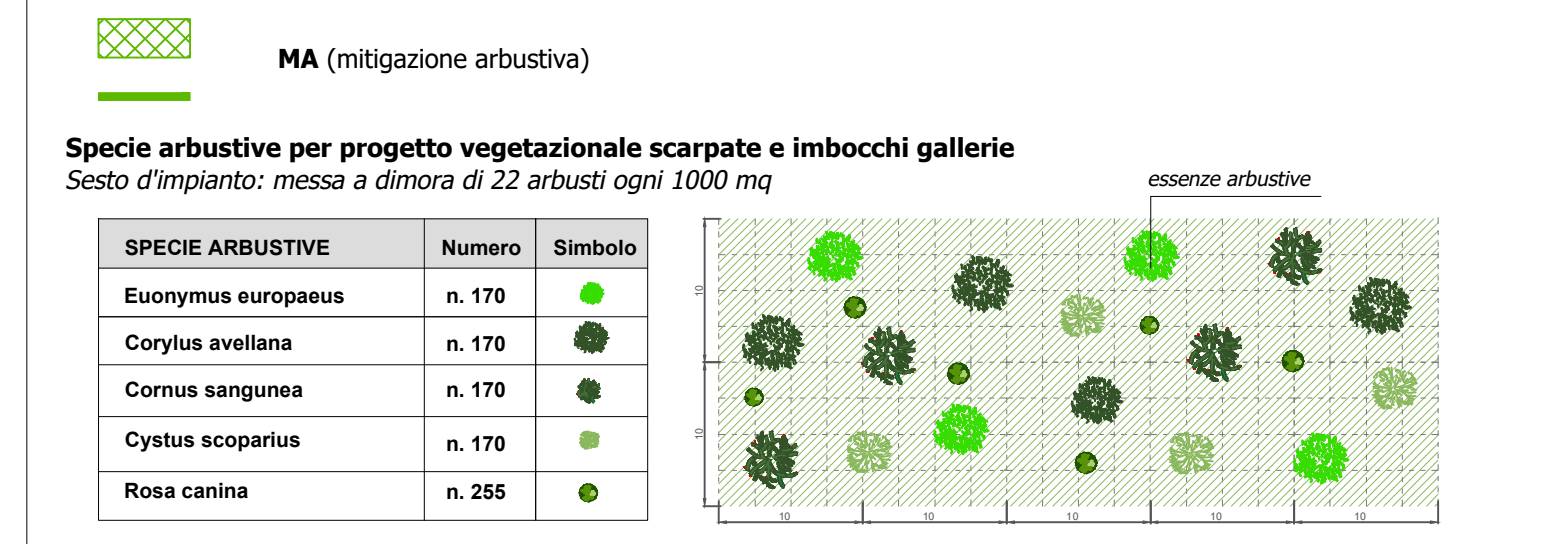 MA (mitigazione arbustiva)
Specie arbustive per progetto vegetazionale scarpate e imbocchi gallerie
Sesto d'impianto: messa a dimora di 22 arbusti ogni 1000 mq
essenze arbustive
SPECIE ARBUSTIVE Numero Simbolo
Euonymus europaeus n. 170
Corylus avellana n. 170
Cornus sangunea n. 170
Cystus scoparius n. 170
Rosa canina n. 255
10
10
10 10 10 10 10